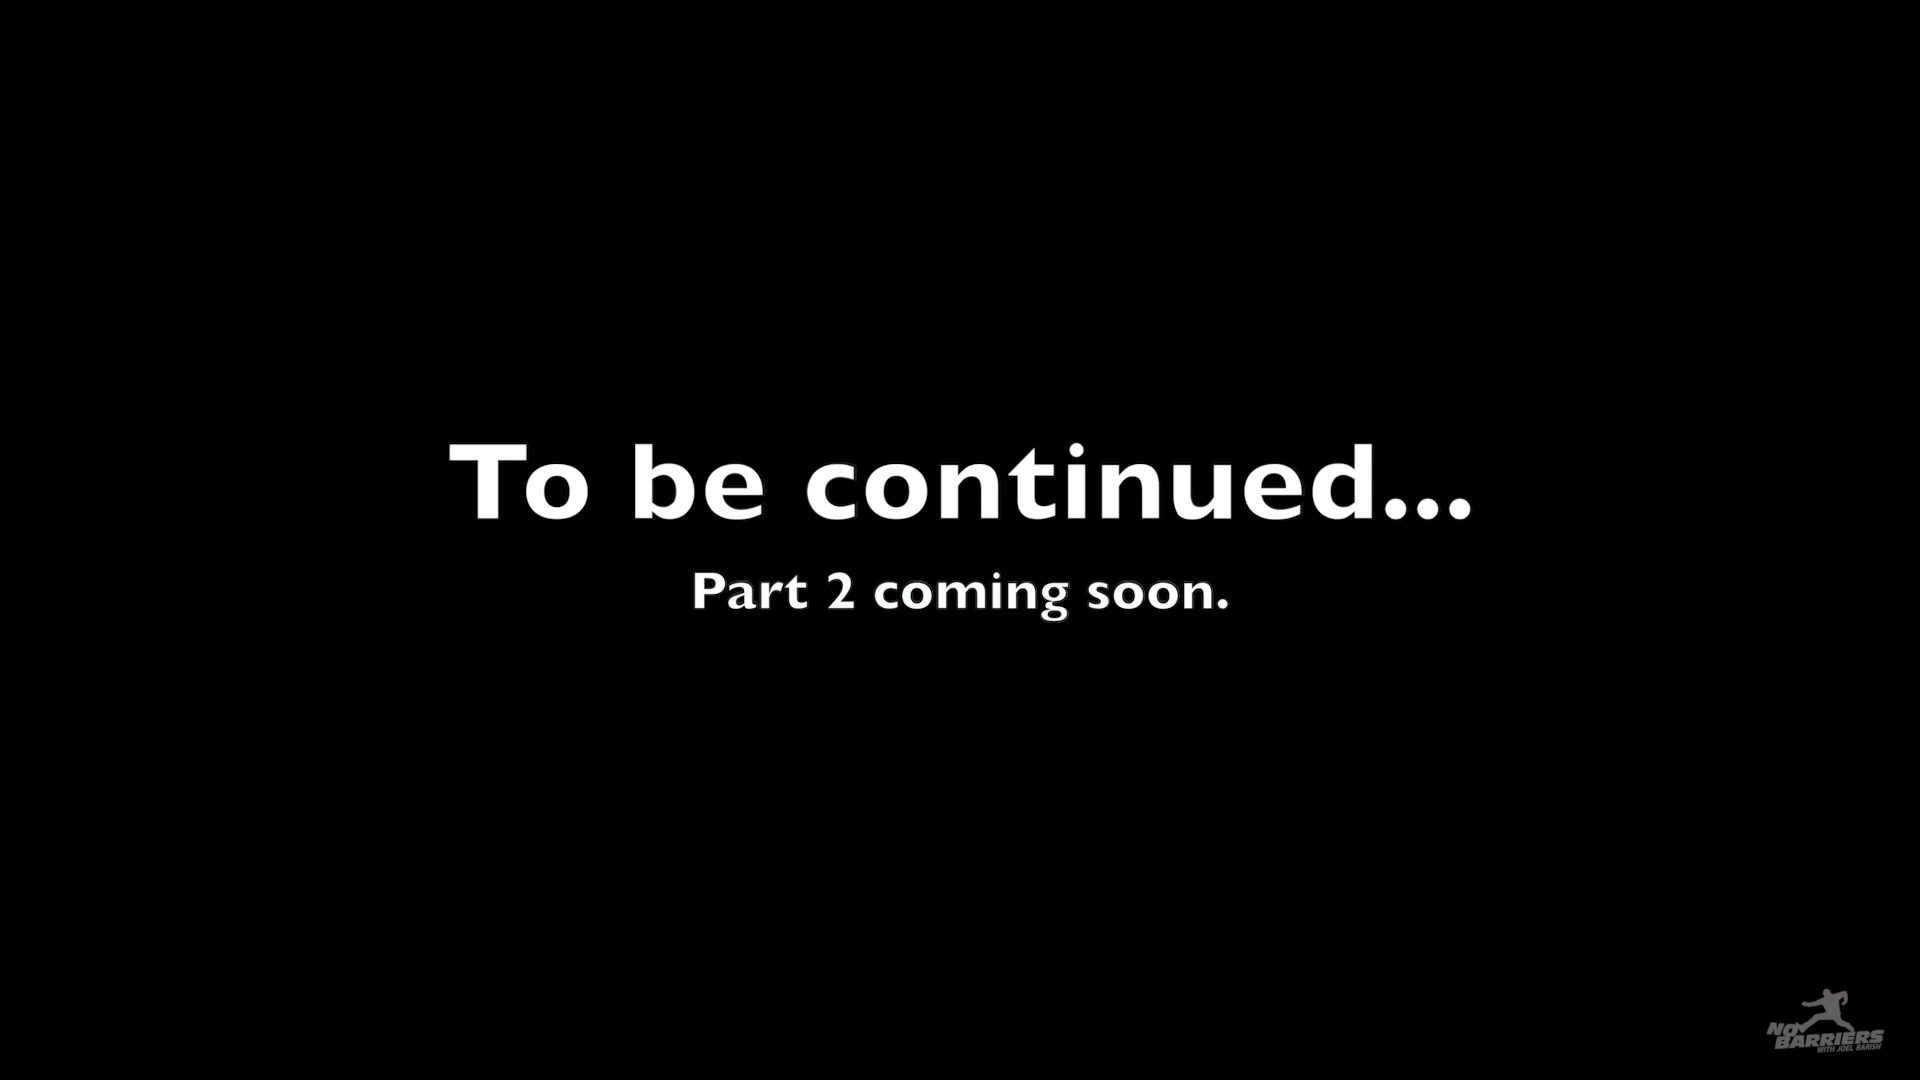 To be continued...
Part 2 coming soon.
NO
BARRIERS
WITH JOEL BARISH